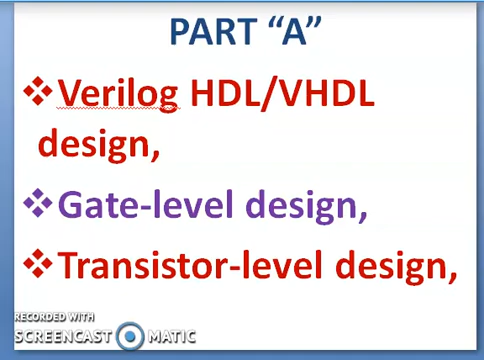 PART “A”
❖Verilog HDL/VHDL
design,
❖Gate-level design,
❖Transistor-level design,
RECORDED WITH
SCREENCAST MATIC